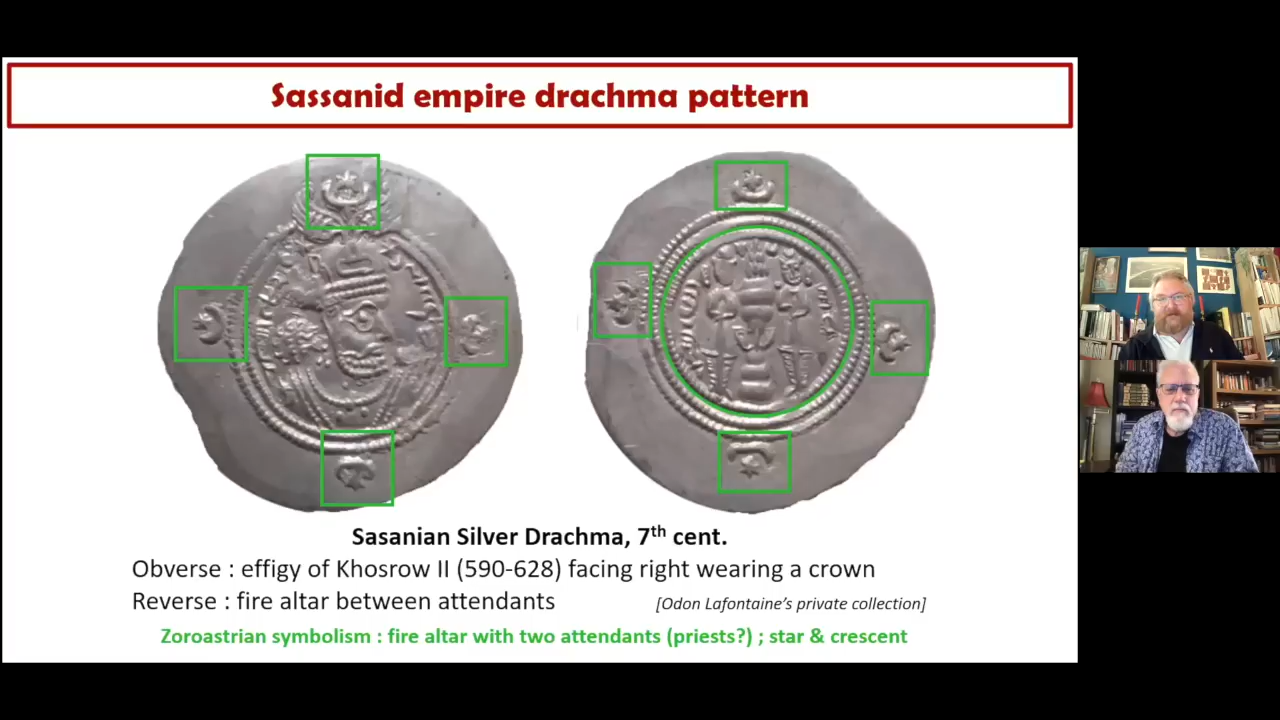 Sassanid empire drachma pattern
Sasanian Silver Drachma, 7th cent.
Obverse : effigy of Khosrow II (590-628) facing right wearing a crown
Reverse : fire altar between attendants
[Odon Lafontaine’s private collection]
Zoroastrian symbolism : fire altar with two attendants (priests?) ; star & crescent